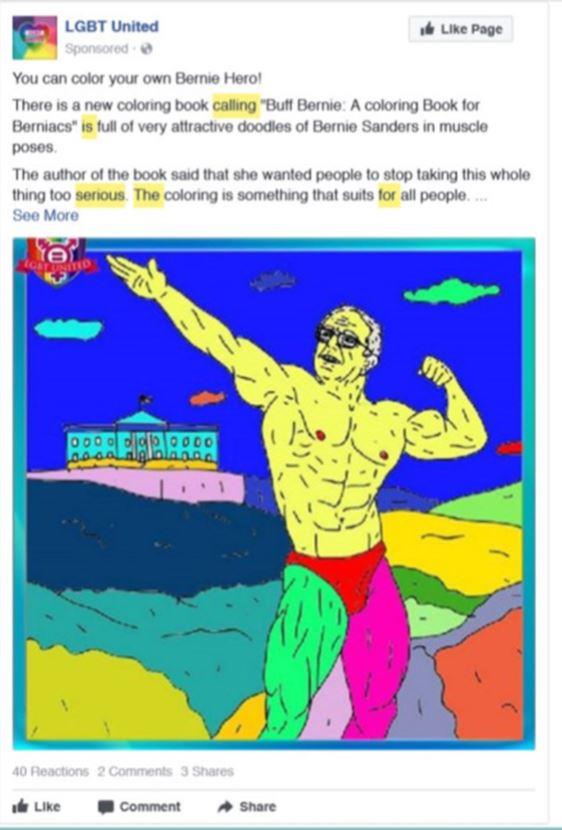 LGBT United
Like Page
Sponsored ·
You can color your own Bernie Hero!
There is a new coloring book calling "Buff Bernie: A coloring Book for
Berniacs" is full of very attractive doodles of Bernie Sanders in muscle
poses.
The author of the book said that she wanted people to stop taking this whole
thing too serious. The coloring is something that suits for all people. ...
See More
LGBT UNITED
40 Reactions 2 Comments 3 Shares
Like Comment Share